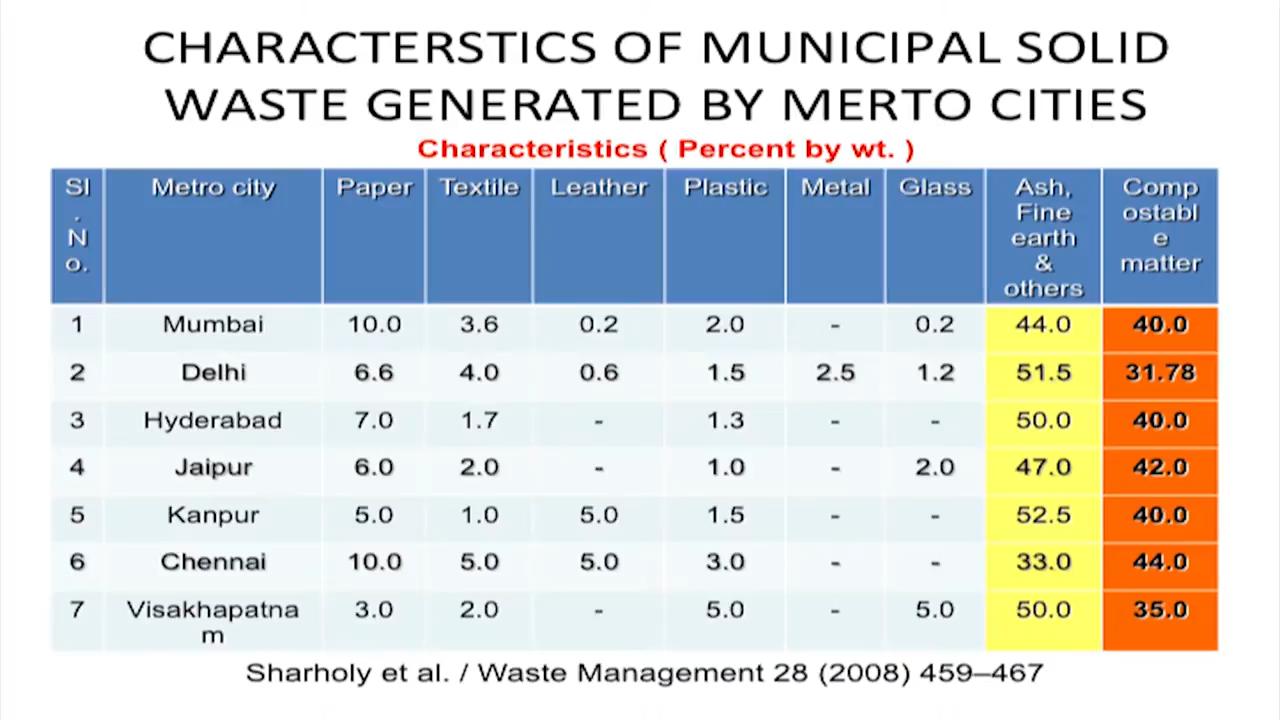 CHARACTERSTICS OF MUNICIPAL SOLID
WASTE GENERATED BY MERTO CITIES
Characteristics ( Percent by wt. )
Sl . N o. Metro city Paper Textile Leather Plastic Metal Glass Ash, Fine earth & others Comp ostabl e matter
1 Mumbai 10.0 3.6 0.2 2.0 - 0.2 44.0 40.0
2 Delhi 6.6 4.0 0.6 1.5 2.5 1.2 51.5 31.78
3 Hyderabad 7.0 1.7 - 1.3 - - 50.0 40.0
4 Jaipur 6.0 2.0 - 1.0 - 2.0 47.0 42.0
5 Kanpur 5.0 1.0 5.0 1.5 - - 52.5 40.0
6 Chennai 10.0 5.0 5.0 3.0 - - 33.0 44.0
7 Visakhapatna m 3.0 2.0 - 5.0 - 5.0 50.0 35.0
Sharholy et al. / Waste Management 28 (2008) 459–467